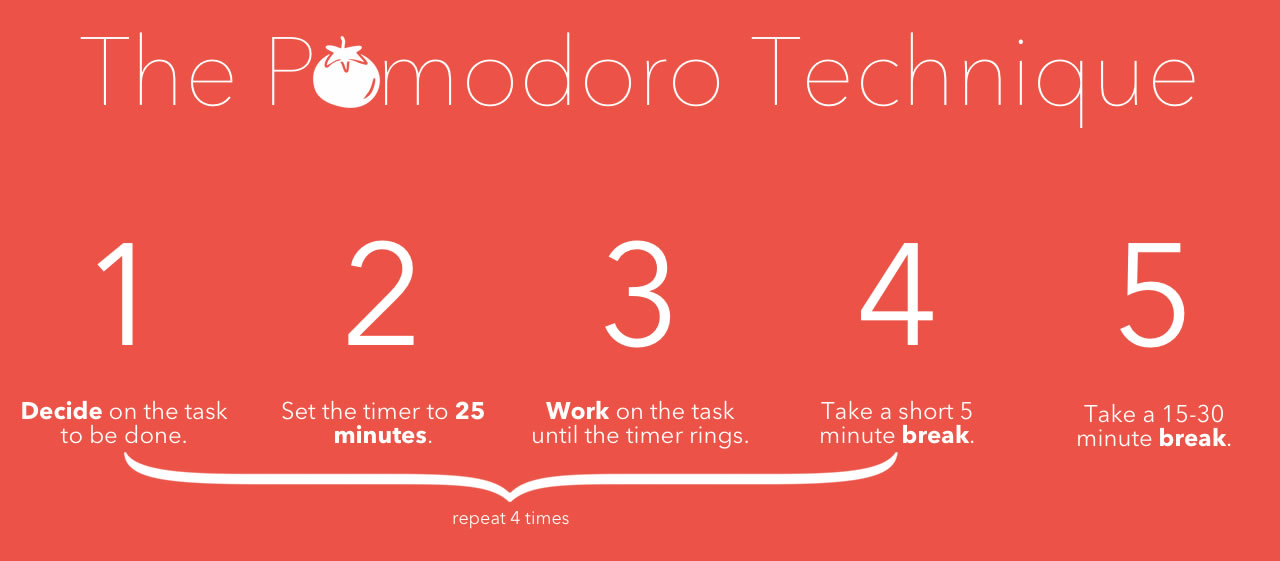 The Pomodoro Technique
1
2
3
4
5
Decide on the task
to be done.
Set the timer to 25
minutes.
Work on the task
until the timer rings.
Take a short 5
minute break.
Take a 15-30
minute break.
repeat 4 times